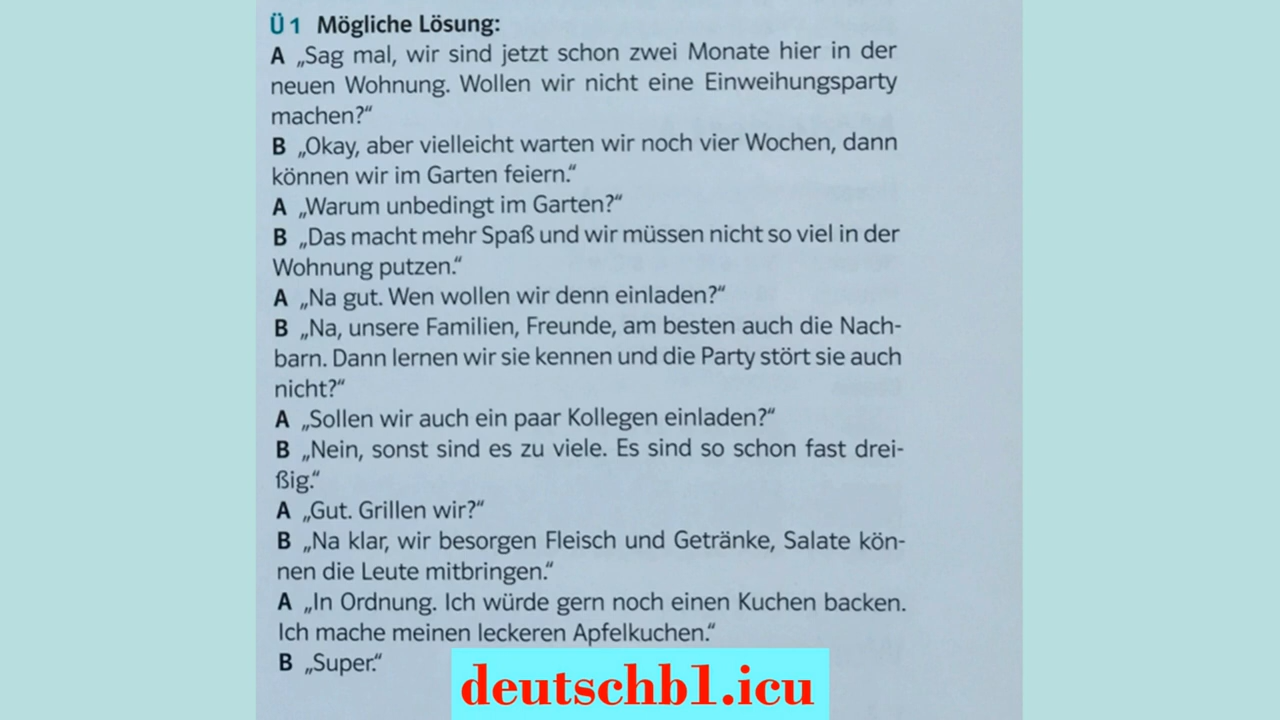 Ü 1 Mögliche Lösung:
A „Sag mal, wir sind jetzt schon zwei Monate hier in der
neuen Wohnung. Wollen wir nicht eine Einweihungsparty
machen?“
B „Okay, aber vielleicht warten wir noch vier Wochen, dann
können wir im Garten feiern.“
A „Warum unbedingt im Garten?“
B „Das macht mehr Spaß und wir müssen nicht so viel in der
Wohnung putzen.“
A „Na gut. Wen wollen wir denn einladen?“
B „Na, unsere Familien, Freunde, am besten auch die Nach-
barn. Dann lernen wir sie kennen und die Party stört sie auch
nicht?“
A „Sollen wir auch ein paar Kollegen einladen?“
B „Nein, sonst sind es zu viele. Es sind so schon fast drei-
ßig.“
A „Gut. Grillen wir?“
B „Na klar, wir besorgen Fleisch und Getränke, Salate kön-
nen die Leute mitbringen.“
A „In Ordnung. Ich würde gern noch einen Kuchen backen.
Ich mache meinen leckeren Apfelkuchen.“
B „Super.“
deutschb1.icu